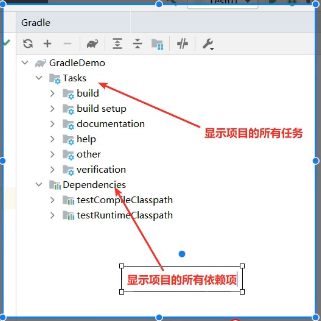 Gradle
GradleDemo
Tasks
build
build setup
documentation
help
other
verification
Dependencies
testCompileClasspath
testRuntimeClasspath
显示项目的所有任务
显示项目的所有依赖项